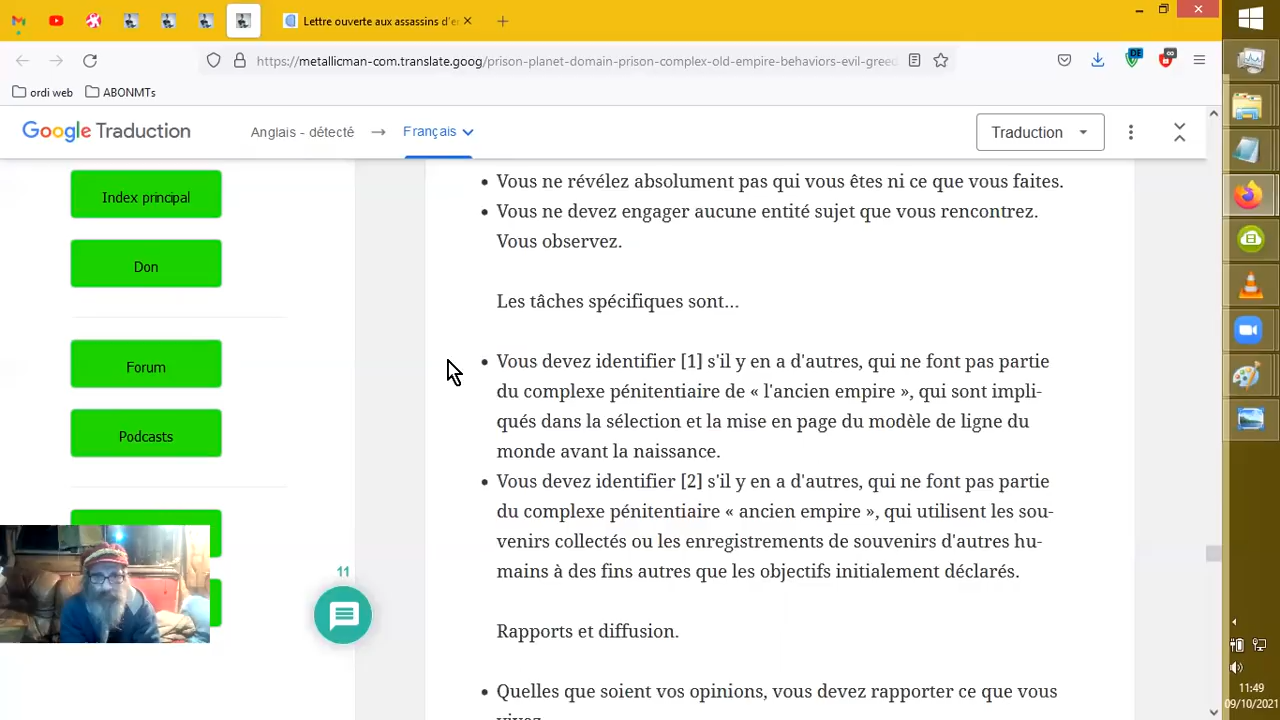 Lettre ouverte aux assassins d'e
https://metallicman-com.translate.goog/prison-planet-domain-prison-complex-old-empire-behaviors-evil-greed
DE
∞
ordi web
ABONMTs
Google Traduction
Anglais - détecté
Français
Traduction
Index principal
Don
Forum
Podcasts
11
Vous ne révélez absolument pas qui vous êtes ni ce que vous faites.
Vous ne devez engager aucune entité sujet que vous rencontrez.
Vous observez.
Les tâches spécifiques sont…
Vous devez identifier [1] s'il y en a d'autres, qui ne font pas partie
du complexe pénitentiaire de « l'ancien empire », qui sont impli-
qués dans la sélection et la mise en page du modèle de ligne du
monde avant la naissance.
Vous devez identifier [2] s'il y en a d'autres, qui ne font pas partie
du complexe pénitentiaire « ancien empire », qui utilisent les sou-
venirs collectés ou les enregistrements de souvenirs d'autres hu-
mains à des fins autres que les objectifs initialement déclarés.
Rapports et diffusion.
Quelles que soient vos opinions, vous devez rapporter ce que vous
11:49
09/10/2021